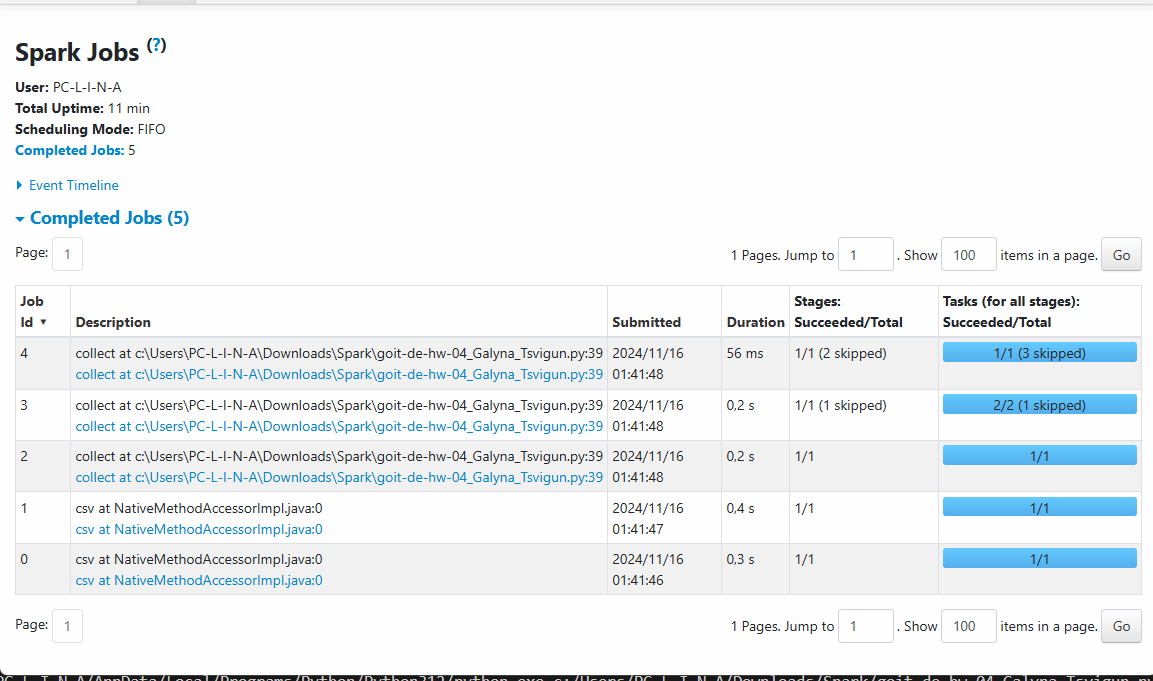 Spark Jobs (?)
User: PC-L-I-N-A
Total Uptime: 11 min
Scheduling Mode: FIFO
Completed Jobs: 5
Event Timeline
Completed Jobs (5)
Page: 1 1 Pages. Jump to 1 . Show 100 items in a page. Go
Job Id ▼ Description Submitted Duration Stages: Succeeded/Total Tasks (for all stages): Succeeded/Total
4 collect at c:\Users\PC-L-I-N-A\Downloads\Spark\goit-de-hw-04_Galyna_Tsvigun.py:39 2024/11/16 56 ms 1/1 (2 skipped) 1/1 (3 skipped)
collect at c:\Users\PC-L-I-N-A\Downloads\Spark\goit-de-hw-04_Galyna_Tsvigun.py:39 01:41:48
3 collect at c:\Users\PC-L-I-N-A\Downloads\Spark\goit-de-hw-04_Galyna_Tsvigun.py:39 2024/11/16 0,2 s 1/1 (1 skipped) 2/2 (1 skipped)
collect at c:\Users\PC-L-I-N-A\Downloads\Spark\goit-de-hw-04_Galyna_Tsvigun.py:39 01:41:48
2 collect at c:\Users\PC-L-I-N-A\Downloads\Spark\goit-de-hw-04_Galyna_Tsvigun.py:39 2024/11/16 0,2 s 1/1 1/1
collect at c:\Users\PC-L-I-N-A\Downloads\Spark\goit-de-hw-04_Galyna_Tsvigun.py:39 01:41:48
1 csv at NativeMethodAccessorImpl.java:0 2024/11/16 0,4 s 1/1 1/1
csv at NativeMethodAccessorImpl.java:0 01:41:47
0 csv at NativeMethodAccessorImpl.java:0 2024/11/16 0,3 s 1/1 1/1
csv at NativeMethodAccessorImpl.java:0 01:41:46
Page: 1 1 Pages. Jump to 1 . Show 100 items in a page. Go